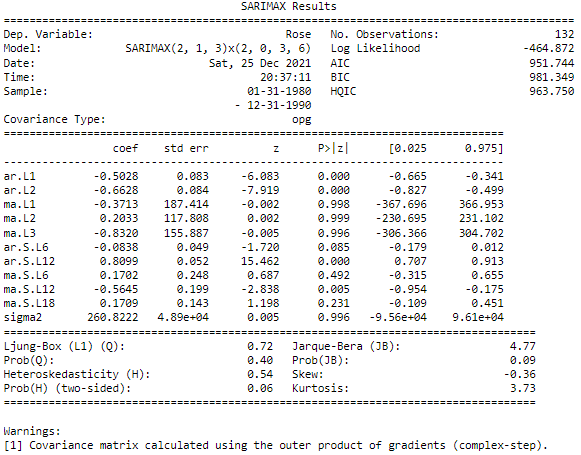 SARIMAX Results
==============================================================================
Dep. Variable: Rose No. Observations: 132
Model: SARIMAX(2, 1, 3)x(2, 0, 3, 6) Log Likelihood -464.872
Date: Sat, 25 Dec 2021 AIC 951.744
Time: 20:37:11 BIC 981.349
Sample: 01-31-1980 HQIC 963.750
- 12-31-1990
Covariance Type: opg
==============================================================================
coef std err z P>|z| [0.025 0.975]
------------------------------------------------------------------------------
ar.L1 -0.5028 0.083 -6.083 0.000 -0.665 -0.341
ar.L2 -0.6628 0.084 -7.919 0.000 -0.827 -0.499
ma.L1 -0.3713 187.414 -0.002 0.998 -367.696 366.953
ma.L2 0.2033 117.808 0.002 0.999 -230.695 231.102
ma.L3 -0.8320 155.887 -0.005 0.996 -306.366 304.702
ar.S.L6 -0.0838 0.049 -1.720 0.085 -0.179 0.012
ar.S.L12 0.8099 0.052 15.462 0.000 0.707 0.913
ma.S.L6 0.1702 0.248 0.687 0.492 -0.315 0.655
ma.S.L12 -0.5645 0.199 -2.838 0.005 -0.954 -0.175
ma.S.L18 0.1709 0.143 1.198 0.231 -0.109 0.451
sigma2 260.8222 4.89e+04 0.005 0.996 -9.56e+04 9.61e+04
==============================================================================
Ljung-Box (L1) (Q): 0.72 Jarque-Bera (JB): 4.77
Prob(Q): 0.40 Prob(JB): 0.09
Heteroskedasticity (H): 0.54 Skew: -0.36
Prob(H) (two-sided): 0.06 Kurtosis: 3.73
==============================================================================
Warnings:
[1] Covariance matrix calculated using the outer product of gradients (complex-step).